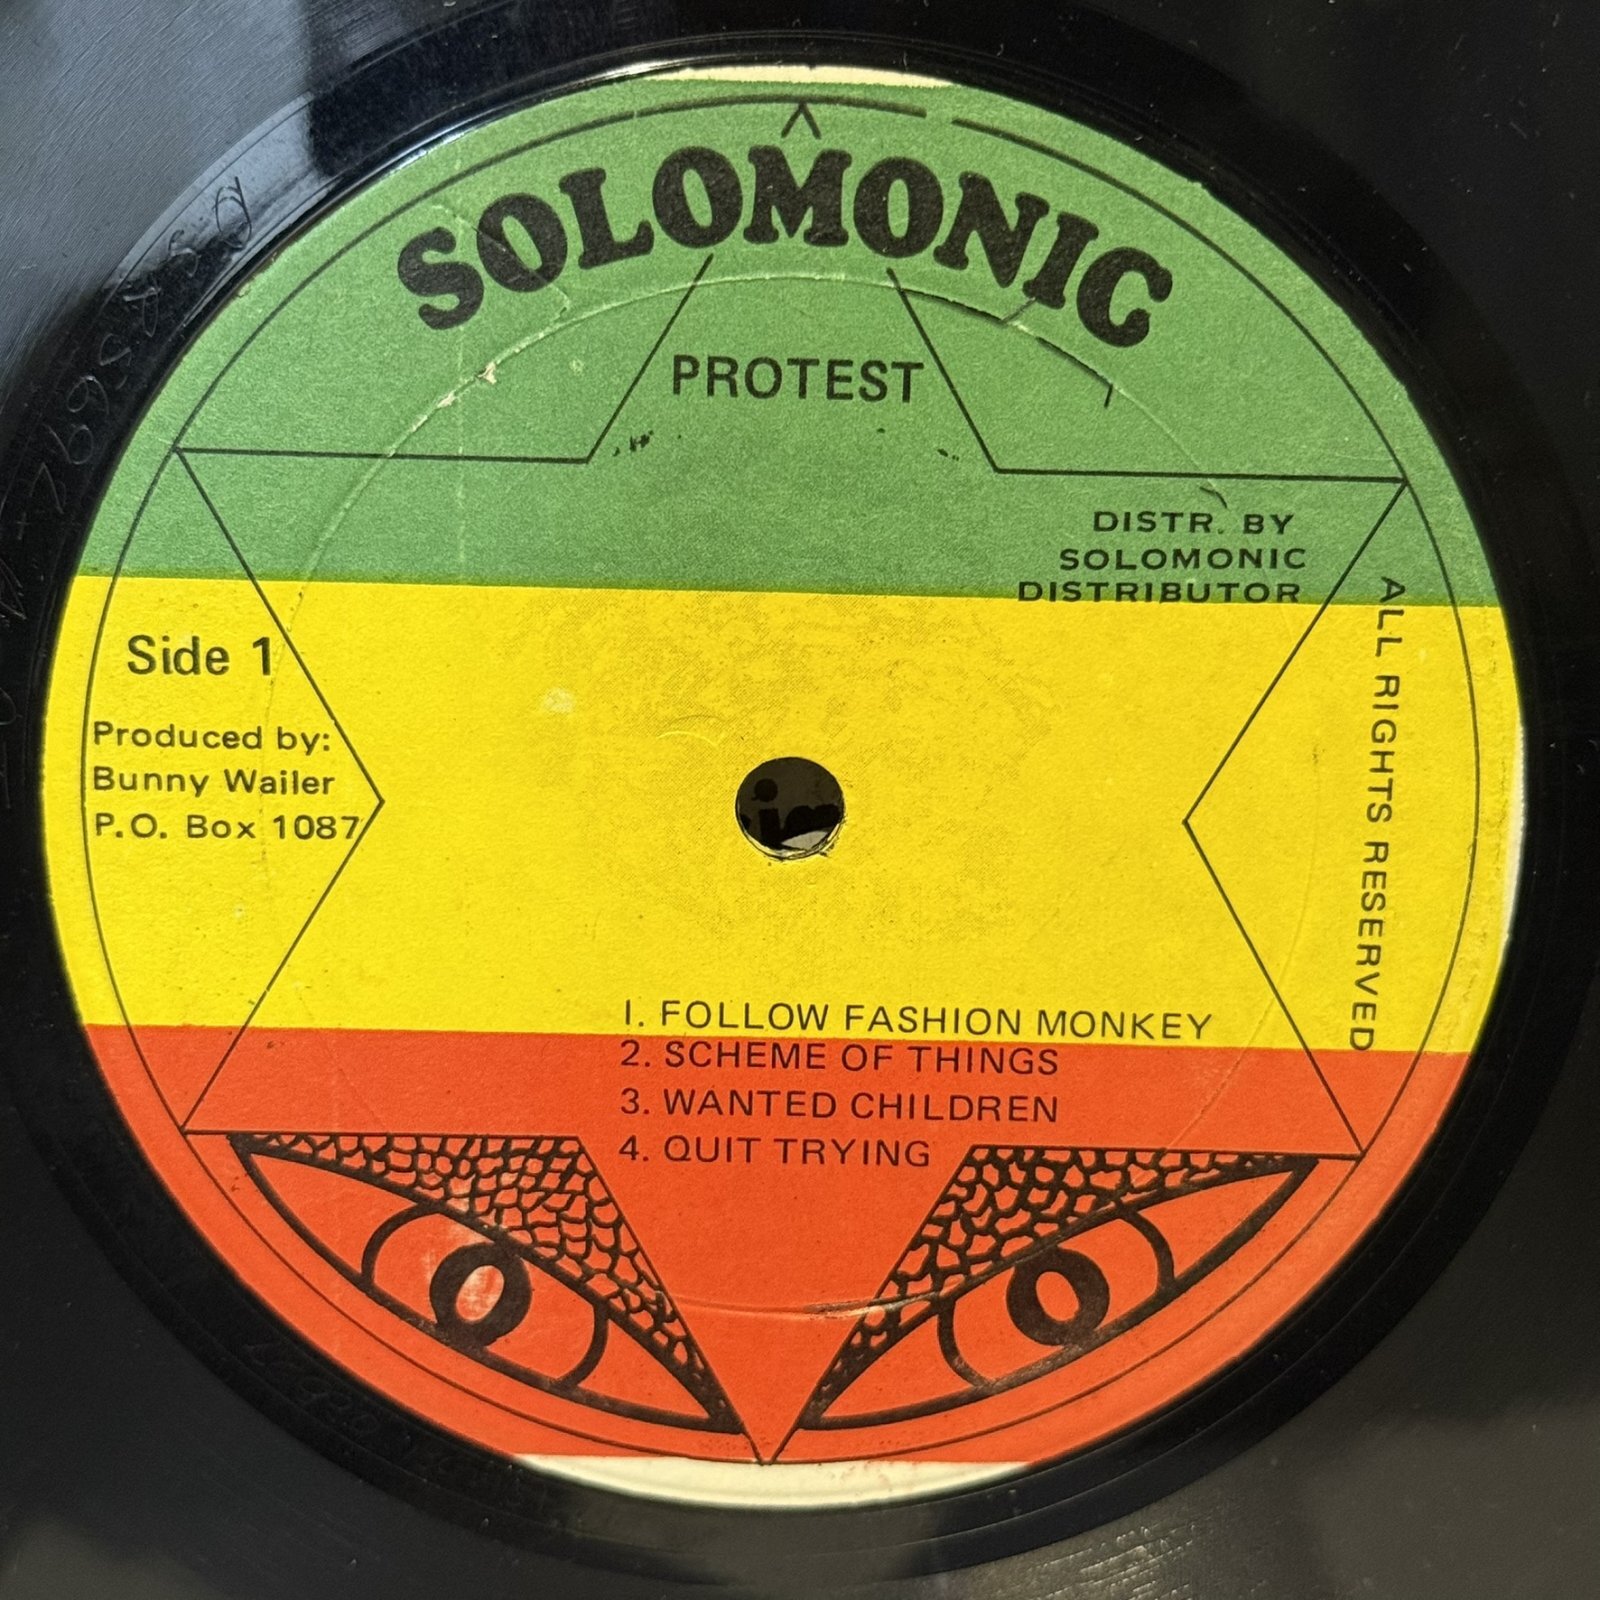 SOLOMONIC
PROTEST
DISTR. BY
SOLOMONIC
DISTRIBUTOR
ALL RIGHTS RESERVED
Side 1
Produced by:
Bunny Wailer
P.O. Box 1087
1. FOLLOW FASHION MONKEY
2. SCHEME OF THINGS
3. WANTED CHILDREN
4. QUIT TRYING